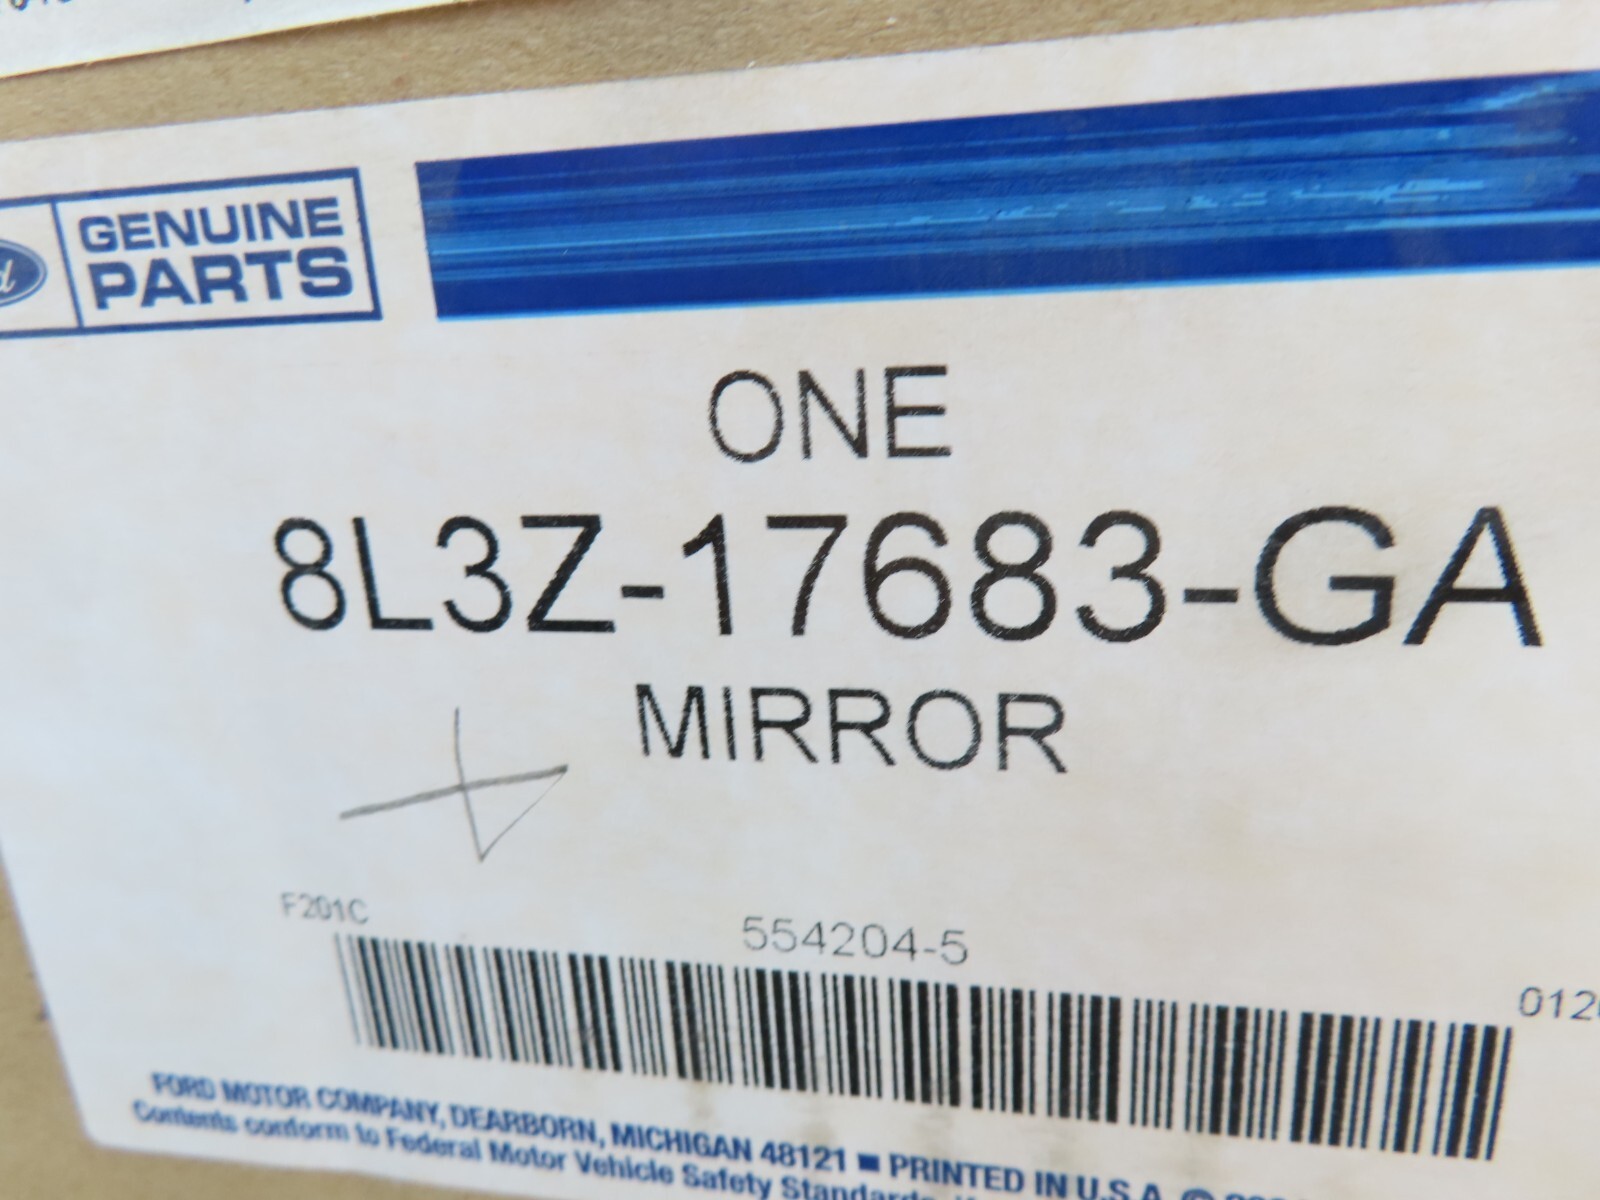 GENUINE
PARTS
ONE
8L3Z-17683-GA
MIRROR
F201C
554204-5
FORD MOTOR COMPANY, DEARBORN, MICHIGAN 48121 ■ PRINTED IN U.S.A. ©
Contents conform to Federal Motor Vehicle Safety Standards,